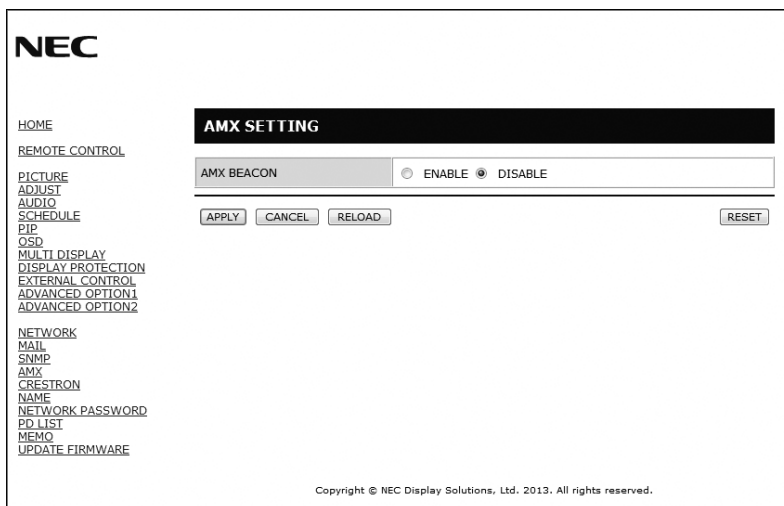 NEC
HOME
REMOTE CONTROL
PICTURE
ADJUST
AUDIO
SCHEDULE
PIP
OSD
MULTI DISPLAY
DISPLAY PROTECTION
EXTERNAL CONTROL
ADVANCED OPTION1
ADVANCED OPTION2
NETWORK
MAIL
SNMP
AMX
CRESTRON
NAME
NETWORK PASSWORD
PD LIST
MEMO
UPDATE FIRMWARE
AMX SETTING
AMX BEACON ENABLE DISABLE
APPLY CANCEL RELOAD RESET
Copyright © NEC Display Solutions, Ltd. 2013. All rights reserved.